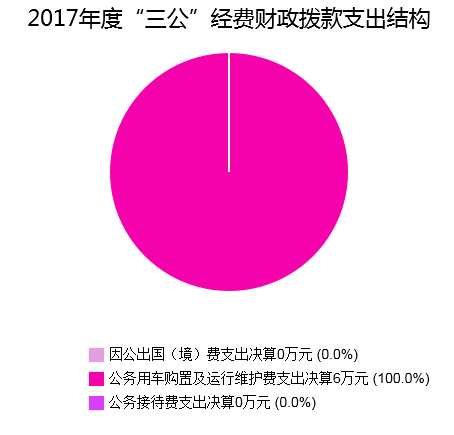 2017年度“三公”经费财政拨款支出结构
因公出国（境）费支出决算0万元 (0.0%)
公务用车购置及运行维护费支出决算6万元 (100.0%)
公务接待费支出决算0万元 (0.0%)